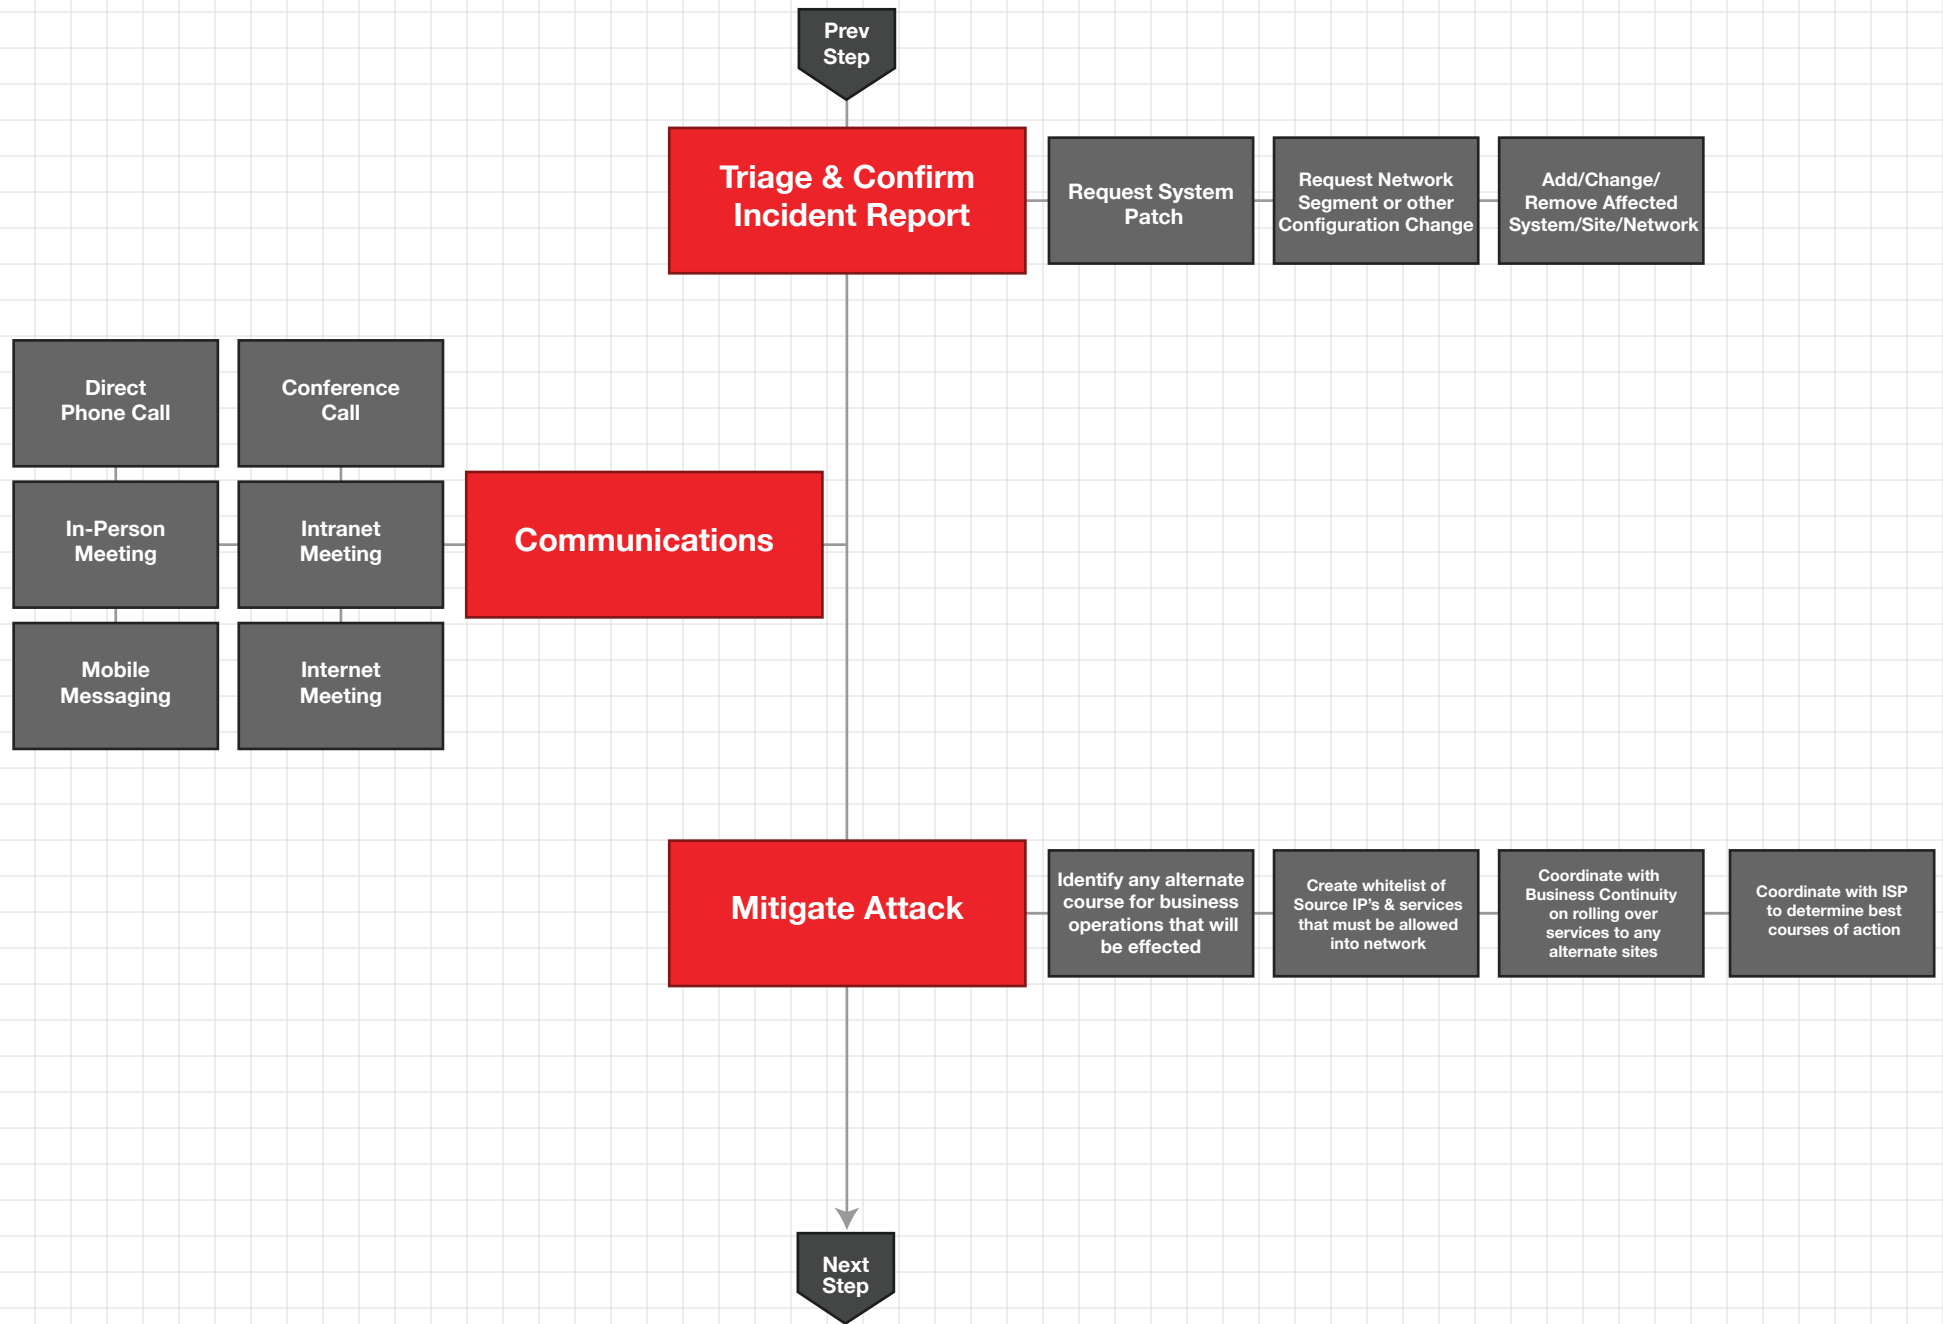 Prev
Step
Triage & Confirm
Incident Report
Request System
Patch
Request Network
Segment or other
Configuration Change
Add/Change/
Remove Affected
System/Site/Network
Direct
Phone Call
Conference
Call
In-Person
Meeting
Intranet
Meeting
Communications
Mobile
Messaging
Internet
Meeting
Mitigate Attack
Identify any alternate
course for business
operations that will
be effected
Create whitelist of
Source IP's & services
that must be allowed
into network
Coordinate with
Business Continuity
on rolling over
services to any
alternate sites
Coordinate with ISP
to determine best
courses of action
Next
Step